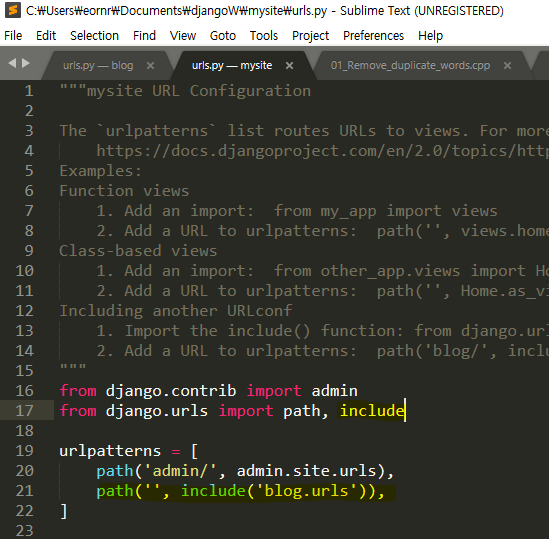 C:₩Users₩eornr₩Documents₩djangoW₩mysite₩urls.py - Sublime Text (UNREGISTERED)
File Edit Selection Find View Goto Tools Project Preferences Help
urls.py — blog × urls.py — mysite × 01_Remove_duplicate_words.cpp ×
1 """mysite URL Configuration
2
3 The `urlpatterns` list routes URLs to views. For more
4 https://docs.djangoproject.com/en/2.0/topics/htt
5 Examples:
6 Function views
7 1. Add an import:  from my_app import views
8 2. Add a URL to urlpatterns:  path('', views.home
9 Class-based views
10 1. Add an import:  from other_app.views import Ho
11 2. Add a URL to urlpatterns:  path('', Home.as_vi
12 Including another URLconf
13 1. Import the include() function: from django.url
14 2. Add a URL to urlpatterns:  path('blog/', inclu
15 """
16 from django.contrib import admin
17 from django.urls import path, include
18
19 urlpatterns = [
20 path('admin/', admin.site.urls),
21 path('', include('blog.urls')),
22 ]
23